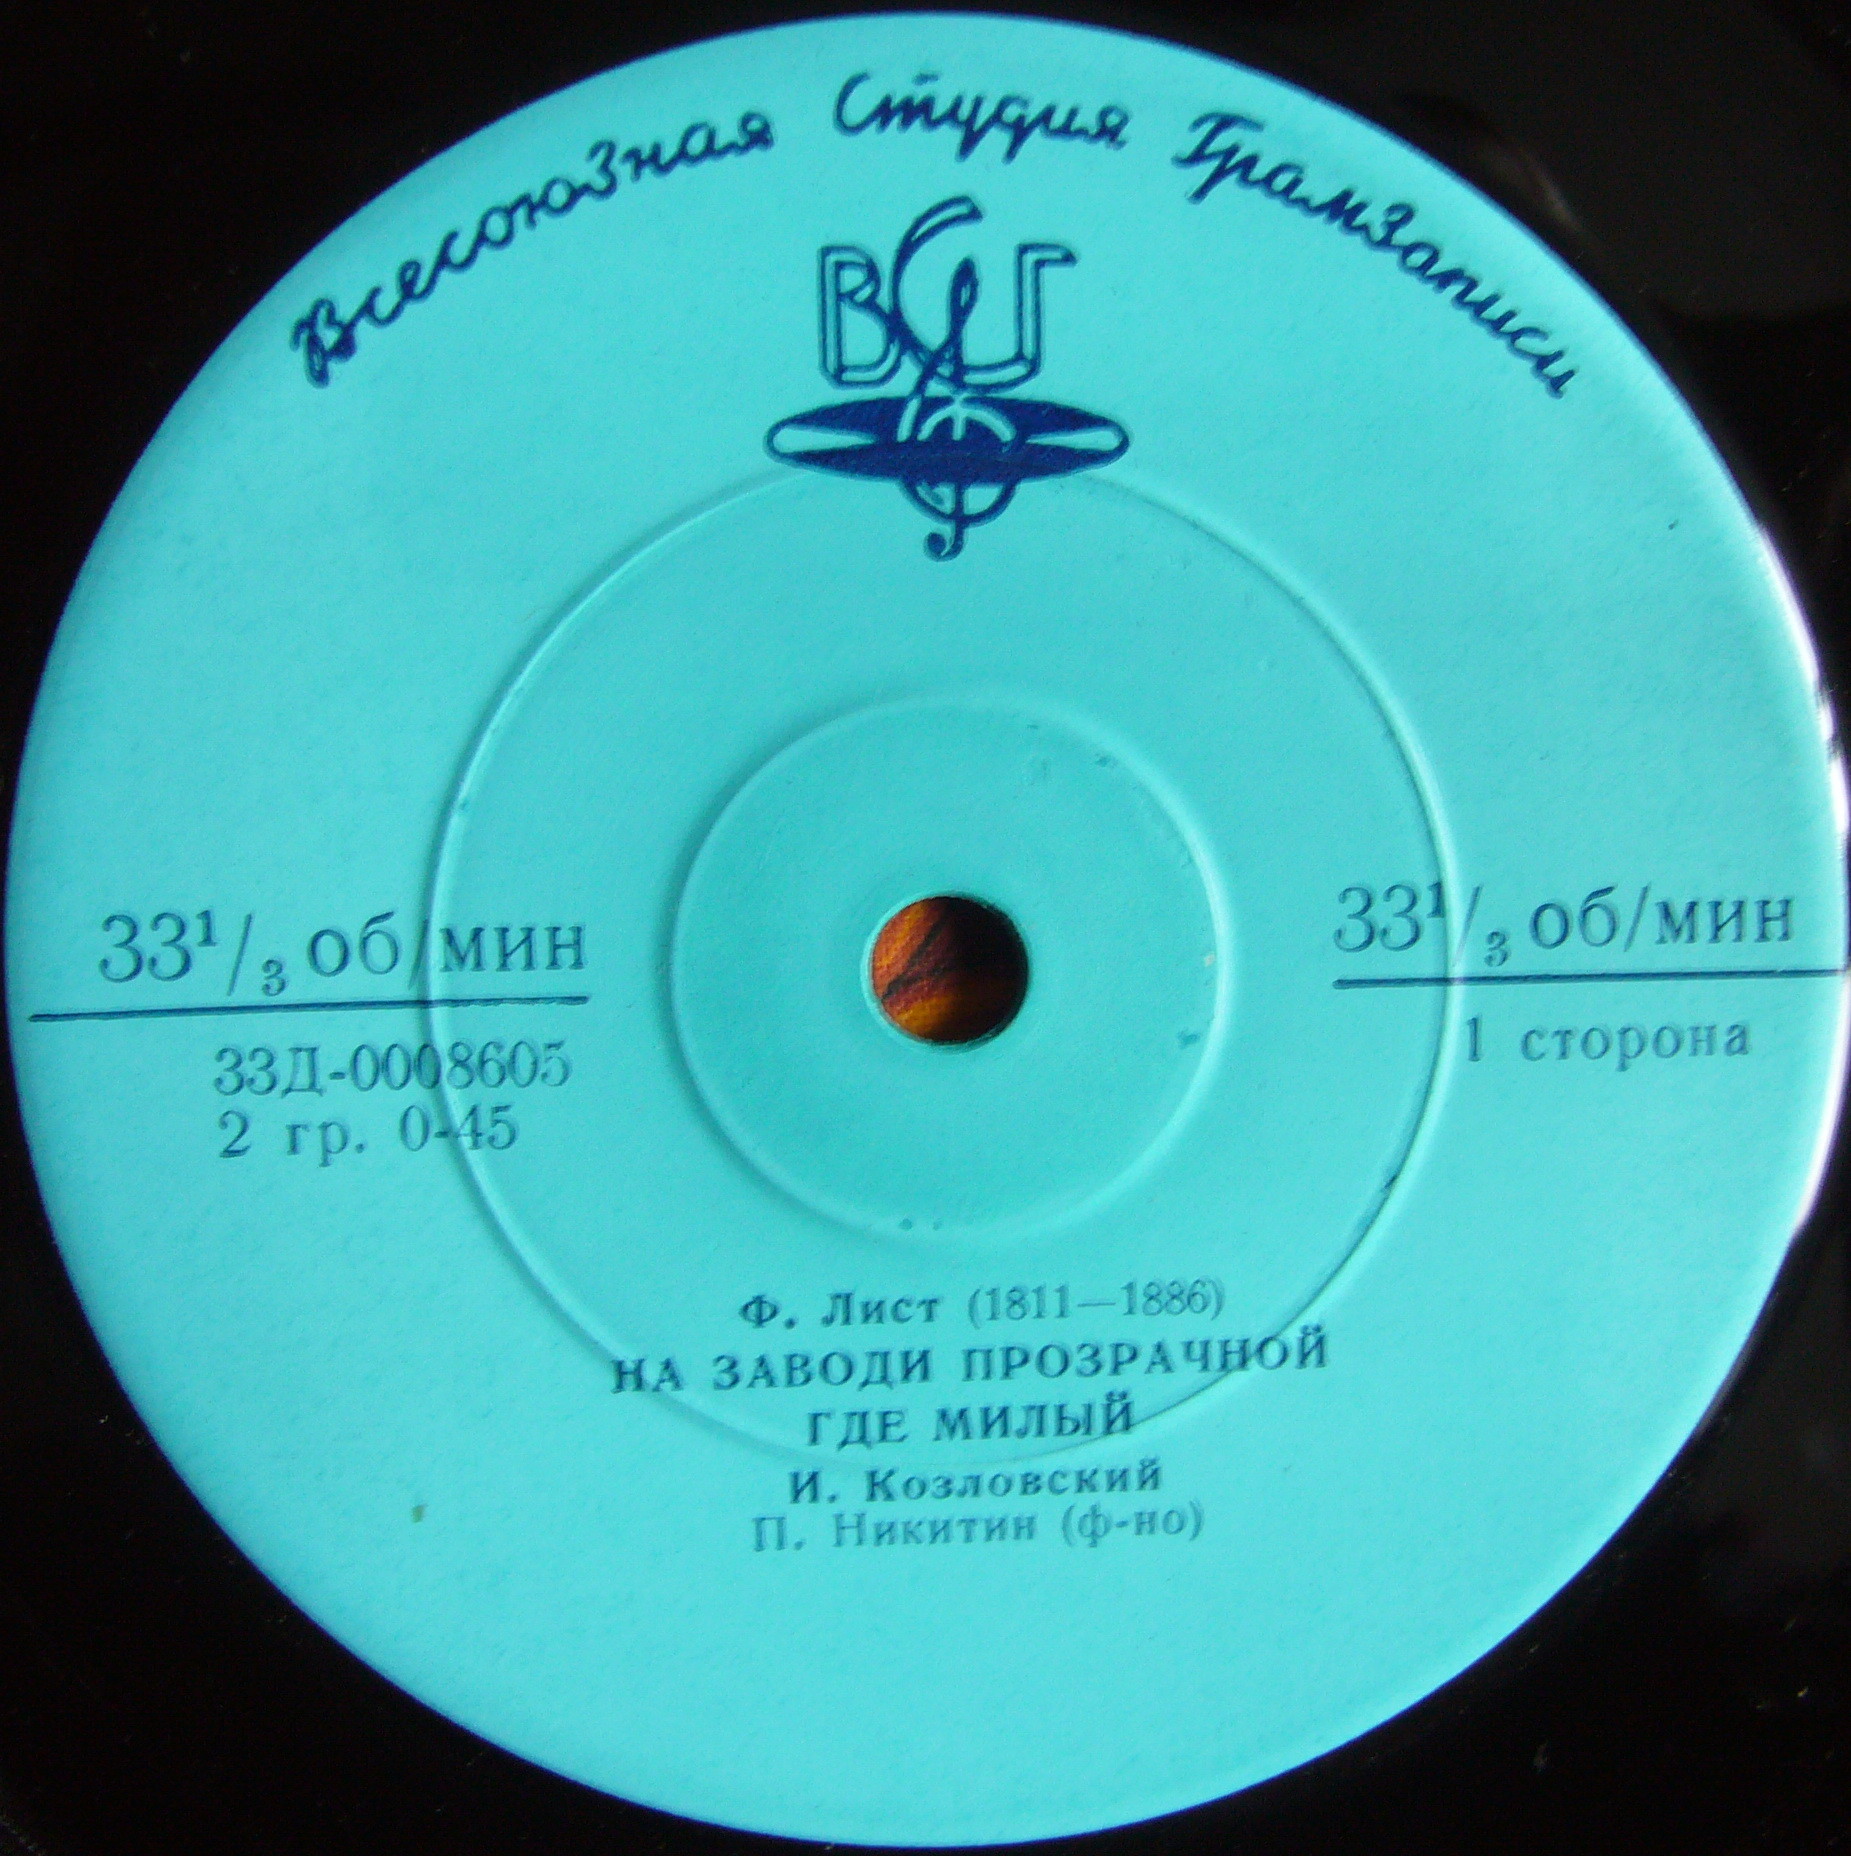 Всесоюзная Студия Грамзаписи
ВСГ
33¹/₃ об/мин
33Д-0008605
2 гр. 0-45
33¹/₃ об/мин
1 сторона
Ф. Лист (1811—1886)
НА ЗАВОДИ ПРОЗРАЧНОЙ
ГДЕ МИЛЫЙ
И. Козловский
П. Никитин (ф-но)